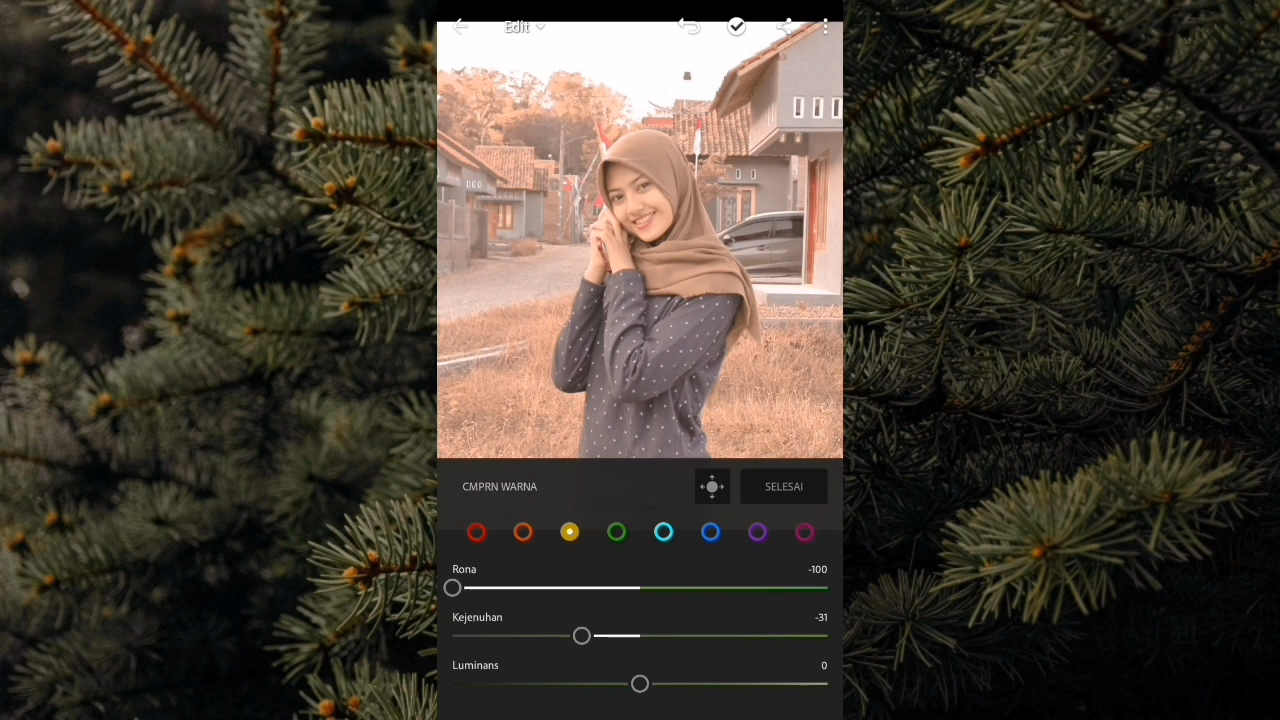 Edit
CMPRN WARNA
SELESAI
Rona -100
Kejenuhan -31
Luminans 0